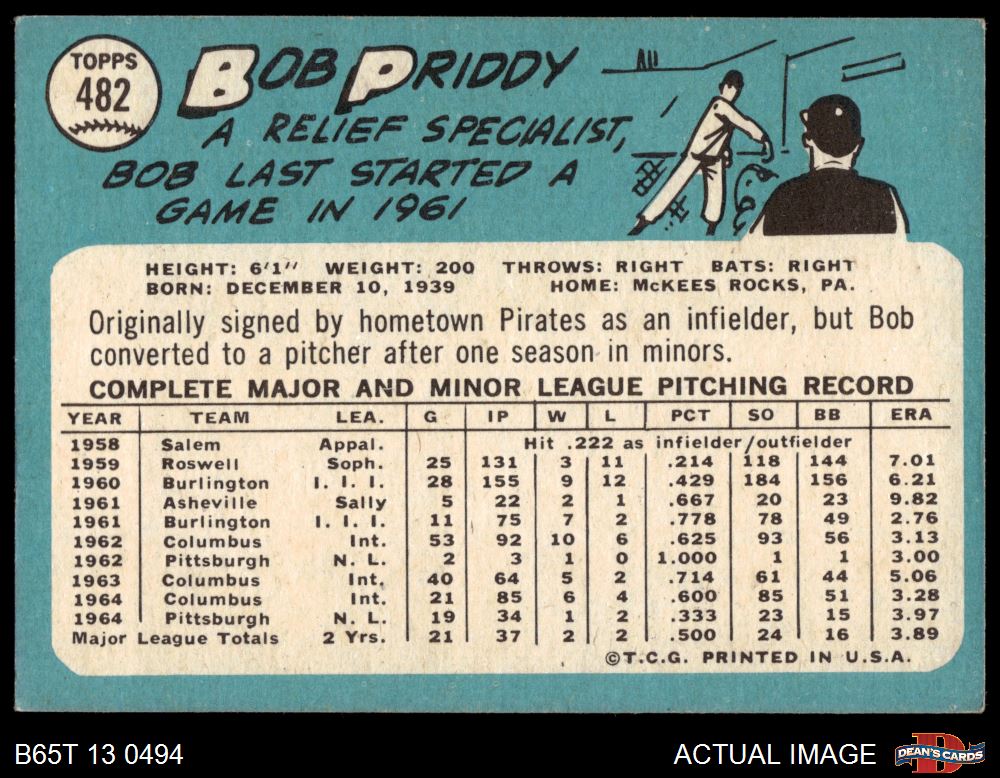 TOPPS
482
BOB PRIDDY
A RELIEF SPECIALIST,
BOB LAST STARTED A
GAME IN 1961
HEIGHT: 6'1" WEIGHT: 200 THROWS: RIGHT BATS: RIGHT
BORN: DECEMBER 10, 1939 HOME: McKEES ROCKS, PA.
Originally signed by hometown Pirates as an infielder, but Bob
converted to a pitcher after one season in minors.
COMPLETE MAJOR AND MINOR LEAGUE PITCHING RECORD
YEAR TEAM LEA. G IP W L PCT SO BB ERA
1958 Salem Appal. Hit .222 as infielder/outfielder
1959 Roswell Soph. 25 131 3 11 .214 118 144 7.01
1960 Burlington I. I. I. 28 155 9 12 .429 184 156 6.21
1961 Asheville Sally 5 22 2 1 .667 20 23 9.82
1961 Burlington I. I. I. 11 75 7 2 .778 78 49 2.76
1962 Columbus Int. 53 92 10 6 .625 93 56 3.13
1962 Pittsburgh N. L. 2 3 1 0 1.000 1 1 3.00
1963 Columbus Int. 40 64 5 2 .714 61 44 5.06
1964 Columbus Int. 21 85 6 4 .600 85 51 3.28
1964 Pittsburgh N. L. 19 34 1 2 .333 23 15 3.97
Major League Totals 2 Yrs. 21 37 2 2 .500 24 16 3.89
©T.C.G. PRINTED IN U.S.A.
B65T 13 0494 ACTUAL IMAGE DEAN'S CARDS